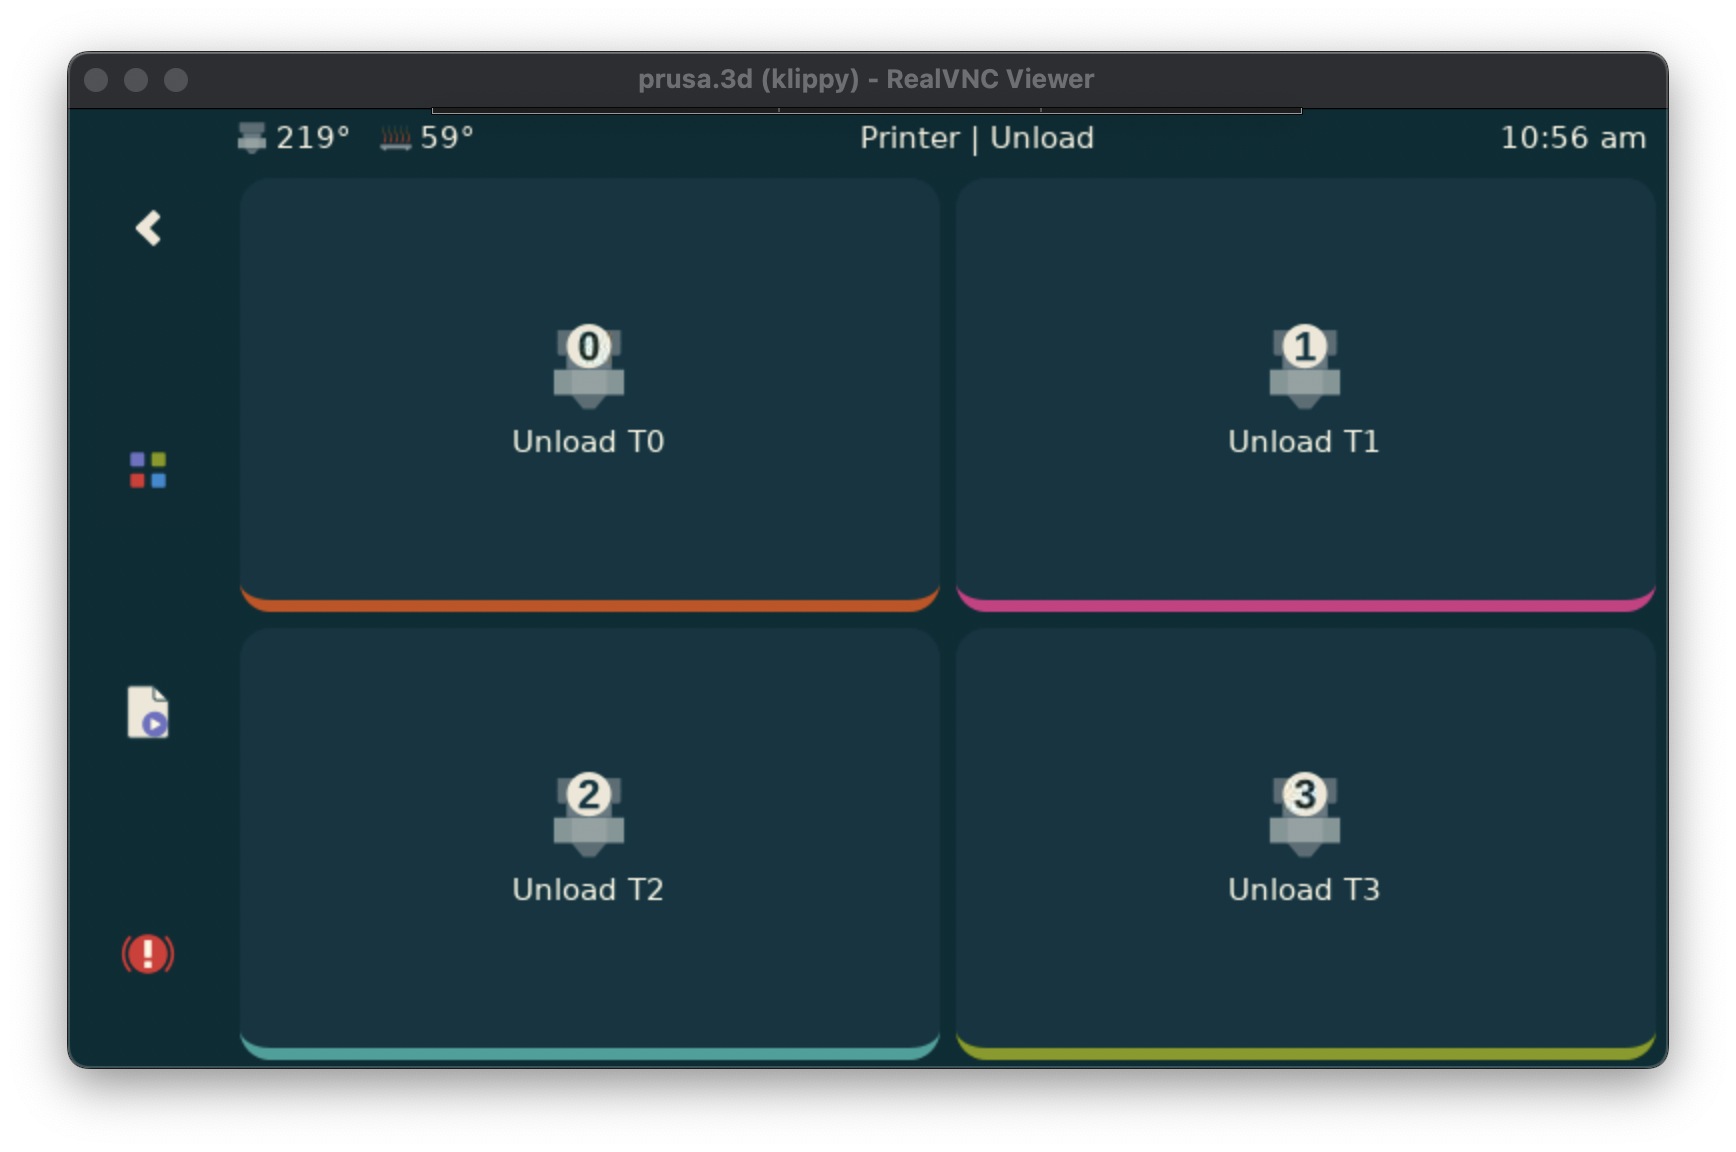 prusa.3d (klippy) - RealVNC Viewer
219° 59° Printer | Unload 10:56 am
0 1
Unload T0 Unload T1
2 3
Unload T2 Unload T3